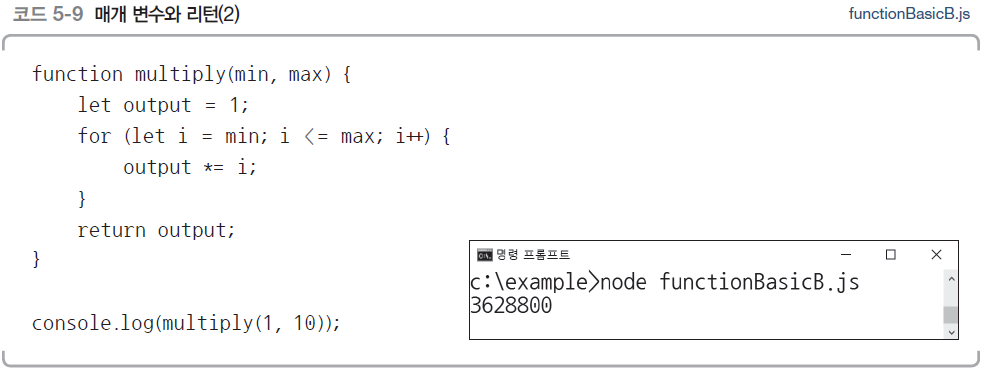 코드 5-9 매개 변수와 리턴(2)
functionBasicB.js
function multiply(min, max) {
    let output = 1;
    for (let i = min; i <= max; i++) {
        output *= i;
    }
    return output;
}
console.log(multiply(1, 10));
명령 프롬프트
c:\example>node functionBasicB.js
3628800